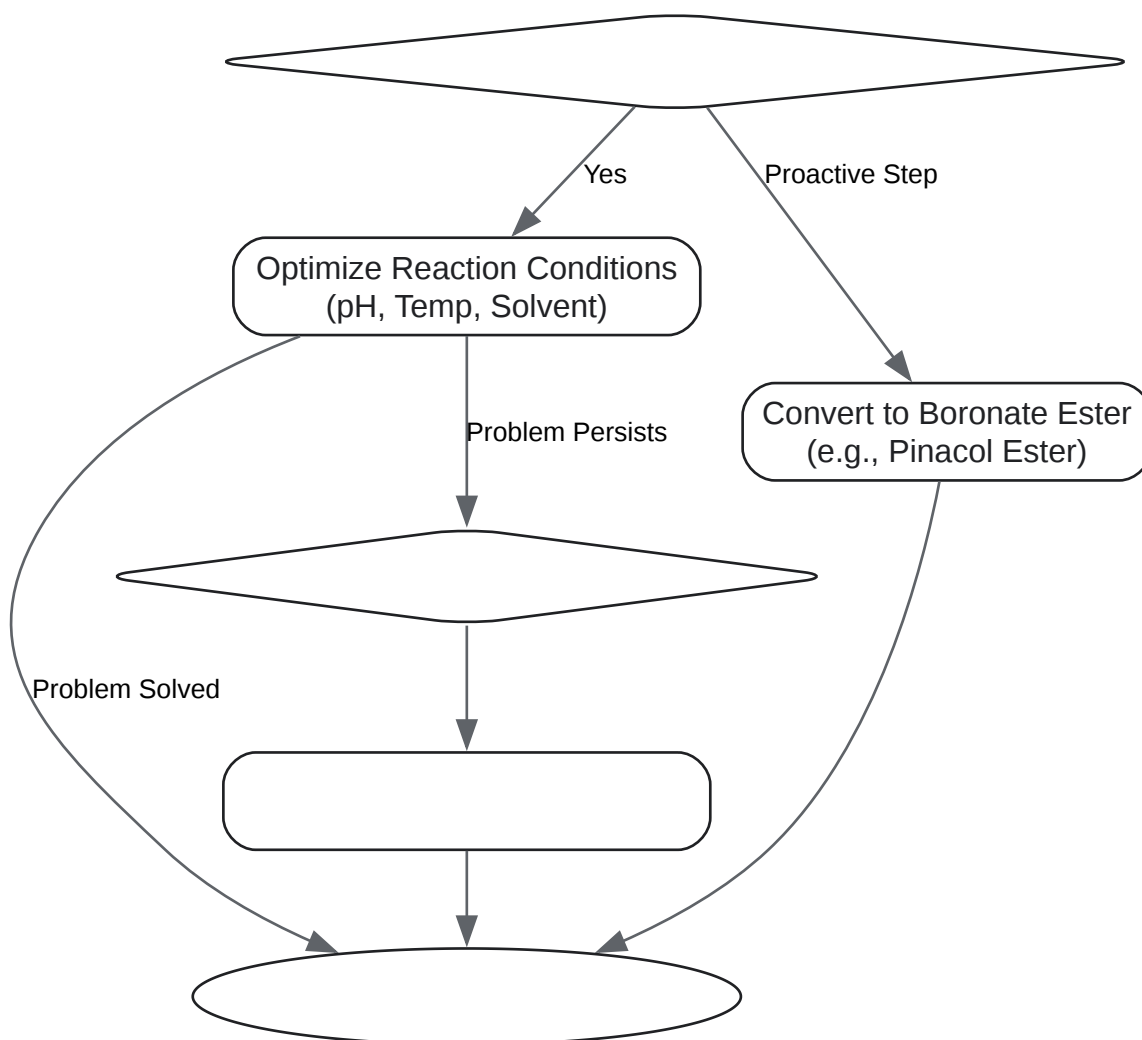 Yes
Proactive Step
Optimize Reaction Conditions
(pH, Temp, Solvent)
Convert to Boronate Ester
(e.g., Pinacol Ester)
Problem Persists
Problem Solved